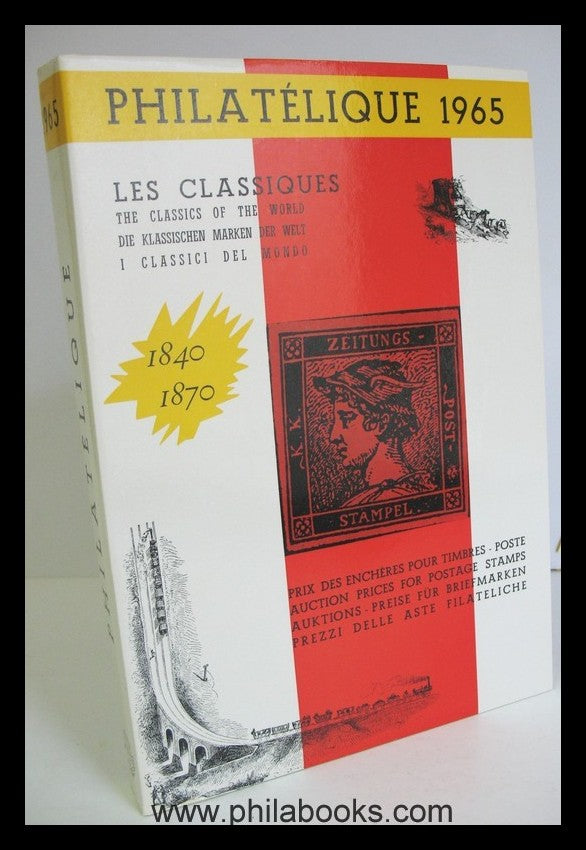 PHILATÉLIQUE 1965
LES CLASSIQUES
THE CLASSICS OF THE WORLD
DIE KLASSISCHEN MARKEN DER WELT
I CLASSICI DEL MONDO
1840
1870
ZEITUNGS-
K.K.
POST-
STAMPEL
PRIX DES ENCHÈRES POUR TIMBRES-POSTE
AUCTION PRICES FOR POSTAGE STAMPS
AUKTIONS-PREISE FÜR BRIEFMARKEN
PREZZI DELLE ASTE FILATELICHE
1965
PHILATELIQUE
www.philabooks.com